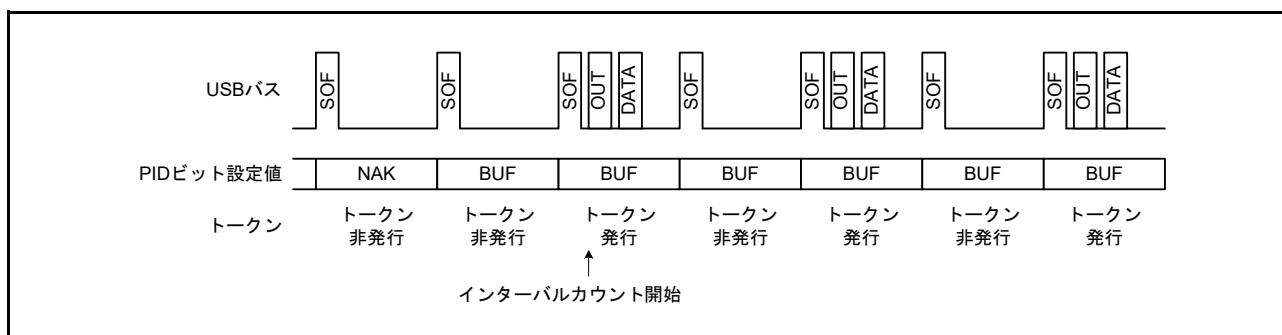 USBバス
SOF
SOF
SOF
OUT
DATA
SOF
SOF
OUT
DATA
SOF
SOF
OUT
DATA
PIDビット設定値
NAK
BUF
BUF
BUF
BUF
BUF
BUF
トークン
トークン
非発行
トークン
非発行
トークン
発行
トークン
非発行
トークン
発行
トークン
非発行
トークン
発行
インターバルカウント開始